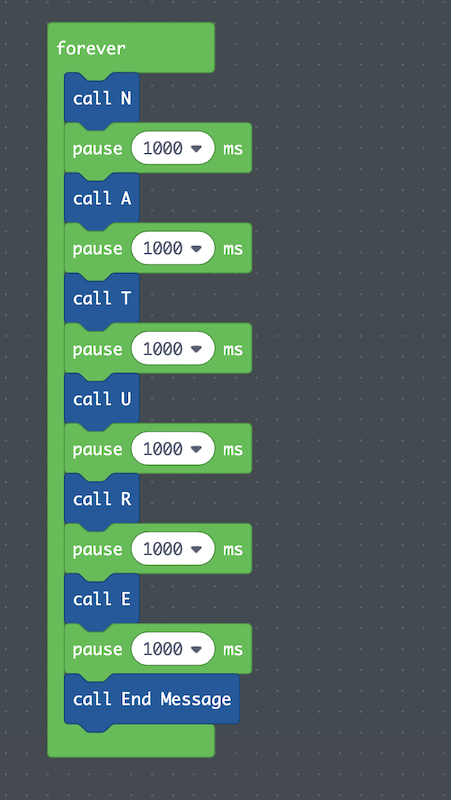 forever
call N
pause 1000 ms
call A
pause 1000 ms
call T
pause 1000 ms
call U
pause 1000 ms
call R
pause 1000 ms
call E
pause 1000 ms
call End Message